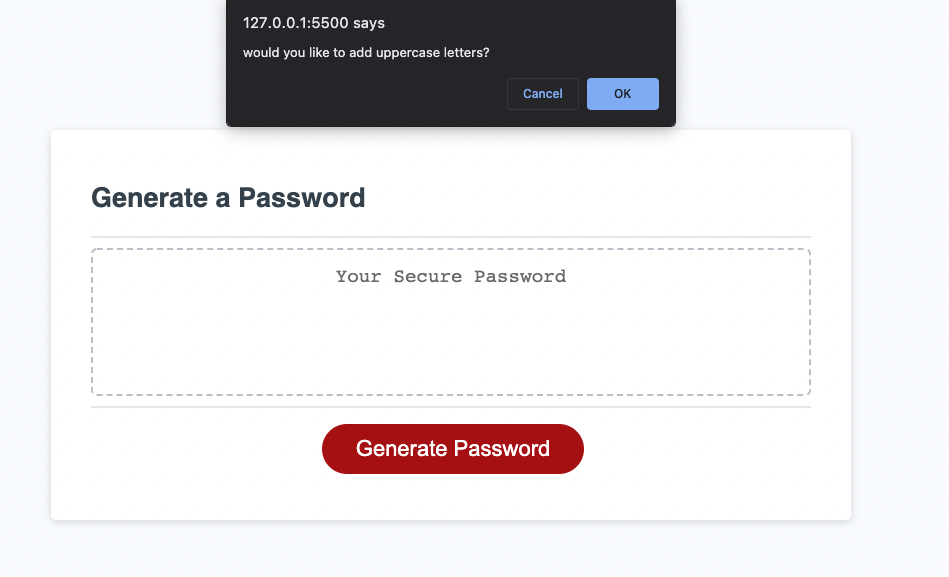 127.0.0.1:5500 says
would you like to add uppercase letters?
Cancel
OK
Generate a Password
Your Secure Password
Generate Password